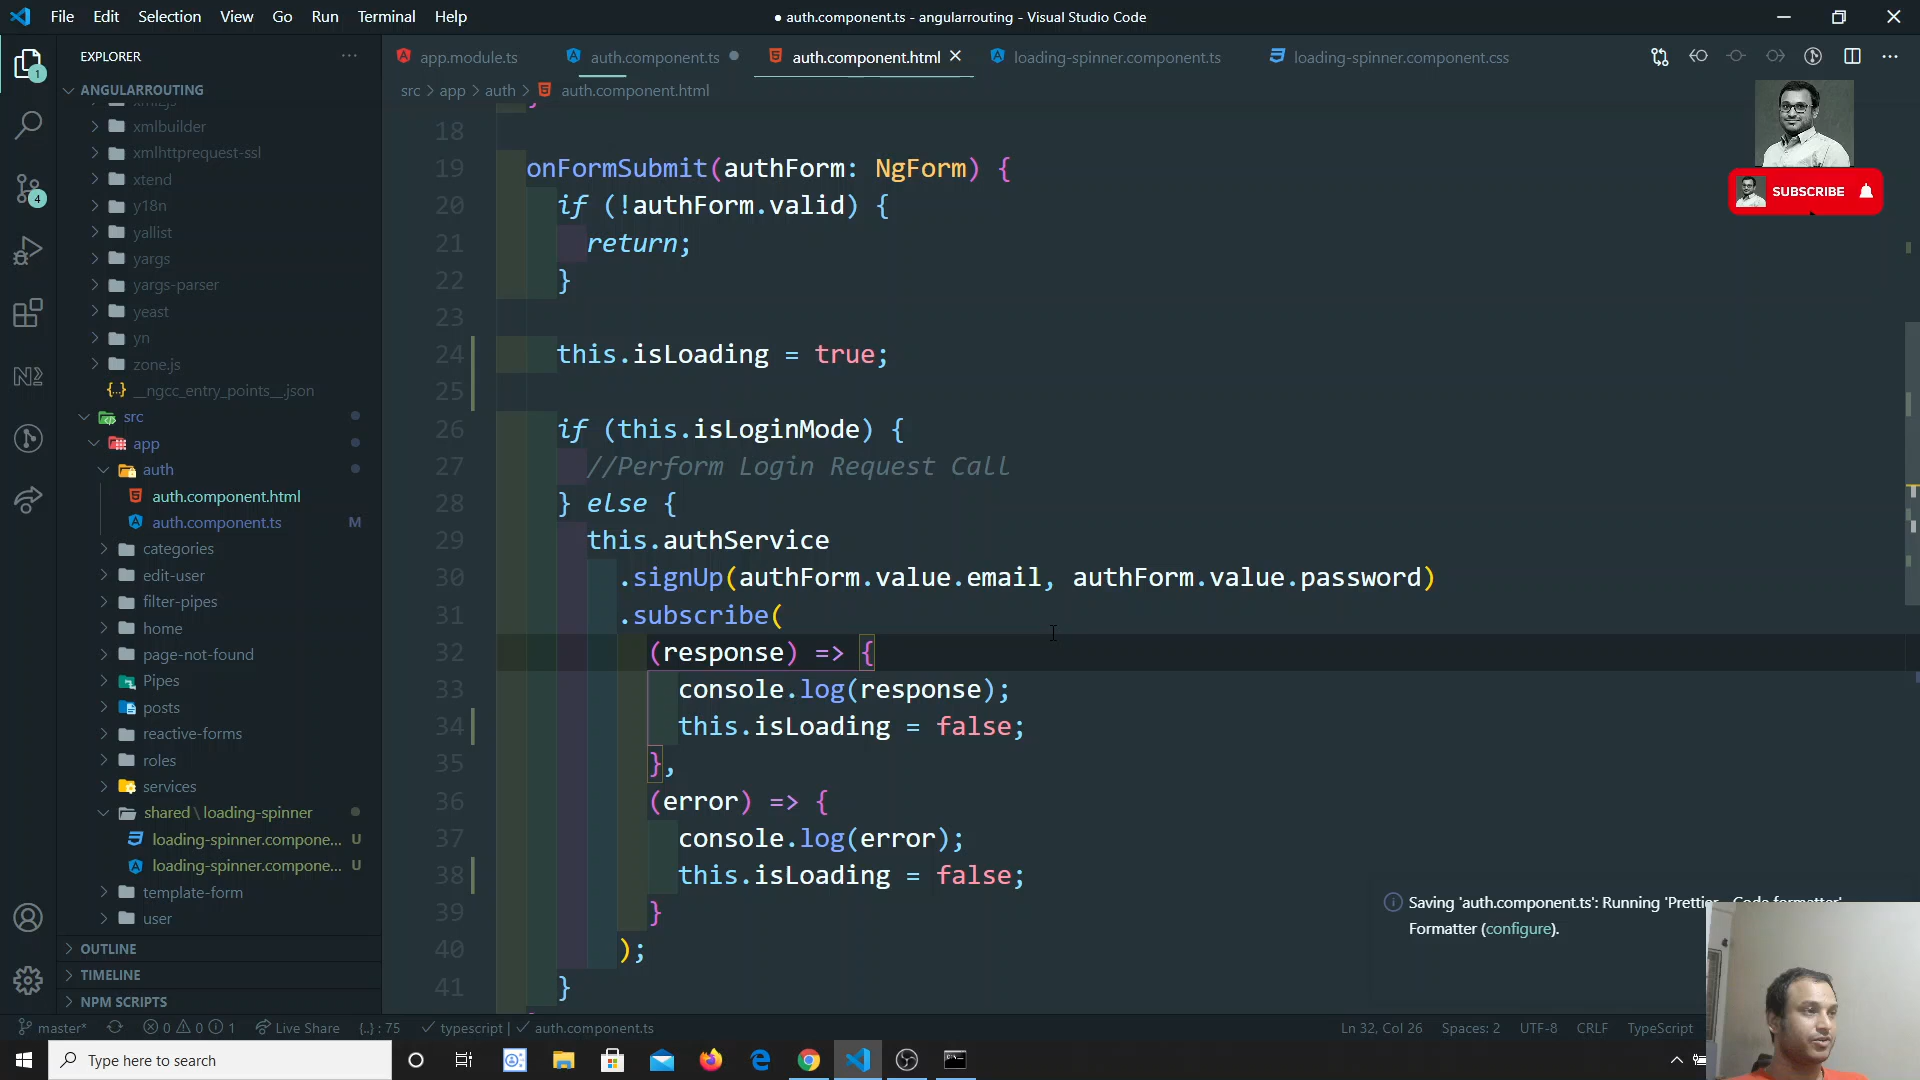 File Edit Selection View Go Run Terminal Help
● auth.component.ts - angularrouting - Visual Studio Code
EXPLORER
app.module.ts
auth.component.ts
auth.component.html
loading-spinner.component.ts
loading-spinner.component.css
1
ANGULARROUTING
src > app > auth > auth.component.html
xmlbuilder
xmlhttprequest-ssl
xtend
y18n
yallist
yargs
yargs-parser
yeast
yn
zone.js
__ngcc_entry_points__.json
src
app
auth
auth.component.html
auth.component.ts M
categories
edit-user
filter-pipes
home
page-not-found
Pipes
posts
reactive-forms
roles
services
shared \ loading-spinner
loading-spinner.compone... U
loading-spinner.compone... U
template-form
user
OUTLINE
TIMELINE
NPM SCRIPTS
4
SUBSCRIBE
18
19 onFormSubmit(authForm: NgForm) {
20 if (!authForm.valid) {
21 return;
22 }
23
24 this.isLoading = true;
25
26 if (this.isLoginMode) {
27 //Perform Login Request Call
28 } else {
29 this.authService
30 .signUp(authForm.value.email, authForm.value.password)
31 .subscribe(
32 (response) => {
33 console.log(response);
34 this.isLoading = false;
35 },
36 (error) => {
37 console.log(error);
38 this.isLoading = false;
39 }
40 );
41 }
Saving 'auth.component.ts': Running 'Prettier - Code formatter'
Formatter (configure).
master* 0 0 1 Live Share {..} : 75 ✓ typescript | ✓ auth.component.ts
Ln 32, Col 26 Spaces: 2 UTF-8 CRLF TypeScript
Type here to search